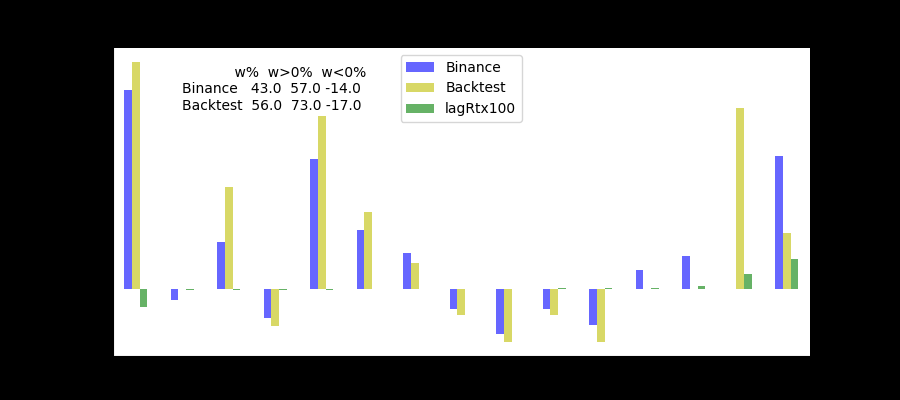 w% w>0% w<0%
Binance 43.0 57.0 -14.0
Backtest 56.0 73.0 -17.0
Binance
Backtest
lagRtx100